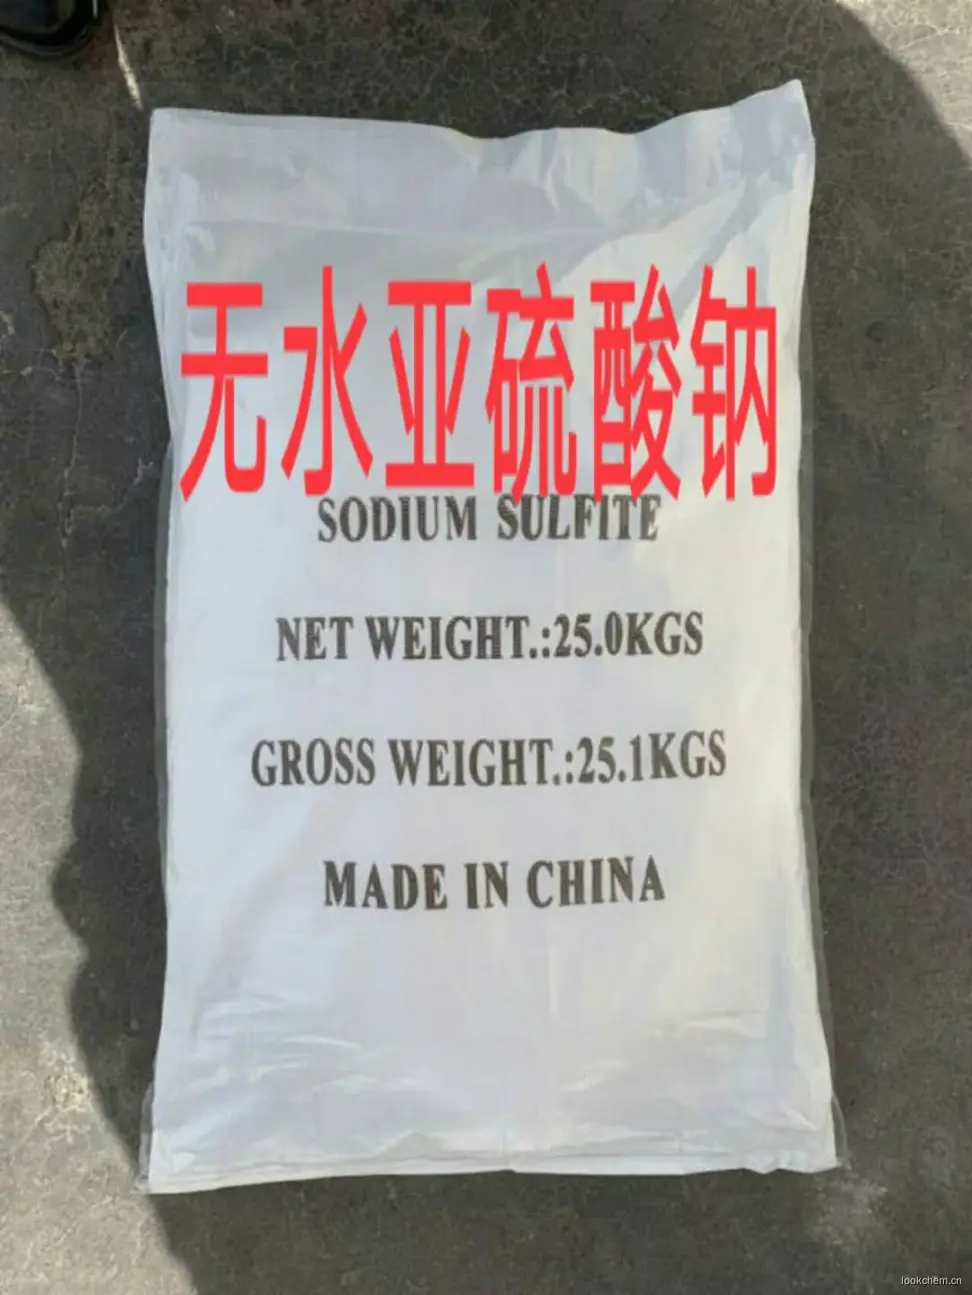 无水亚硫酸钠
SODIUM SULFITE
NET WEIGHT.:25.0KGS
GROSS WEIGHT.:25.1KGS
MADE IN CHINA
lookchem.cn